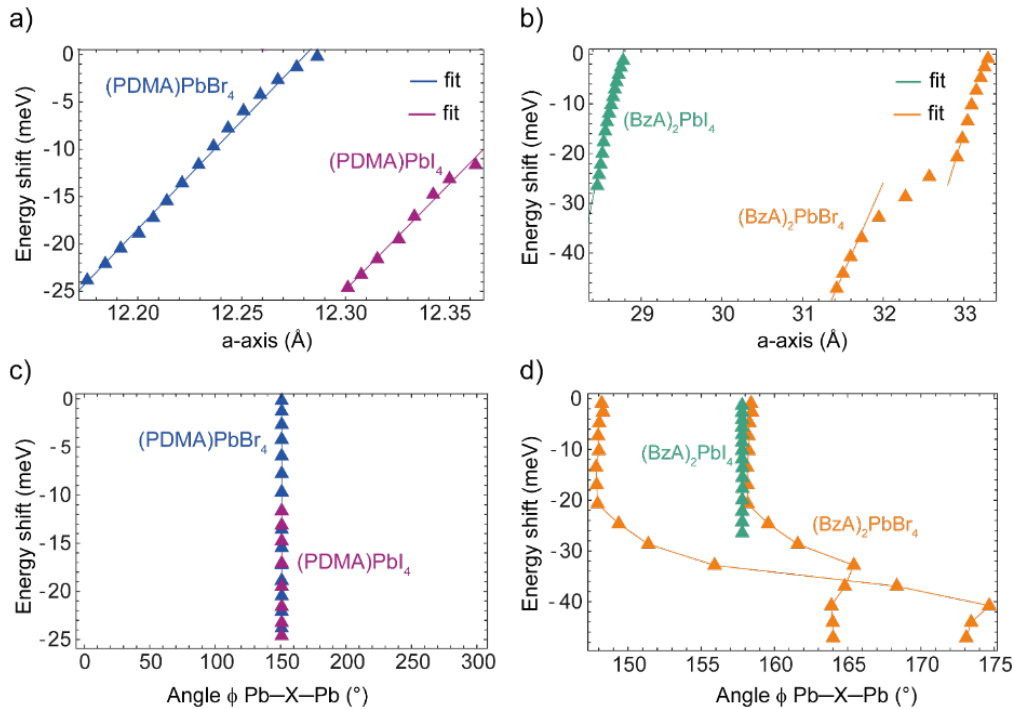 a)
Energy shift (meV)
0
-5
-10
-15
-20
-25
(PDMA)PbBr₄
fit
fit
(PDMA)PbI₄
12.20
12.25
12.30
12.35
a-axis (Å)
b)
Energy shift (meV)
0
-10
-20
-30
-40
fit
fit
(BzA)₂PbI₄
(BzA)₂PbBr₄
29
30
31
32
33
a-axis (Å)
c)
Energy shift (meV)
0
-5
-10
-15
-20
-25
(PDMA)PbBr₄
(PDMA)PbI₄
0
50
100
150
200
250
300
Angle ϕ Pb—X—Pb (°)
d)
Energy shift (meV)
0
-10
-20
-30
-40
(BzA)₂PbI₄
(BzA)₂PbBr₄
150
155
160
165
170
175
Angle ϕ Pb—X—Pb (°)